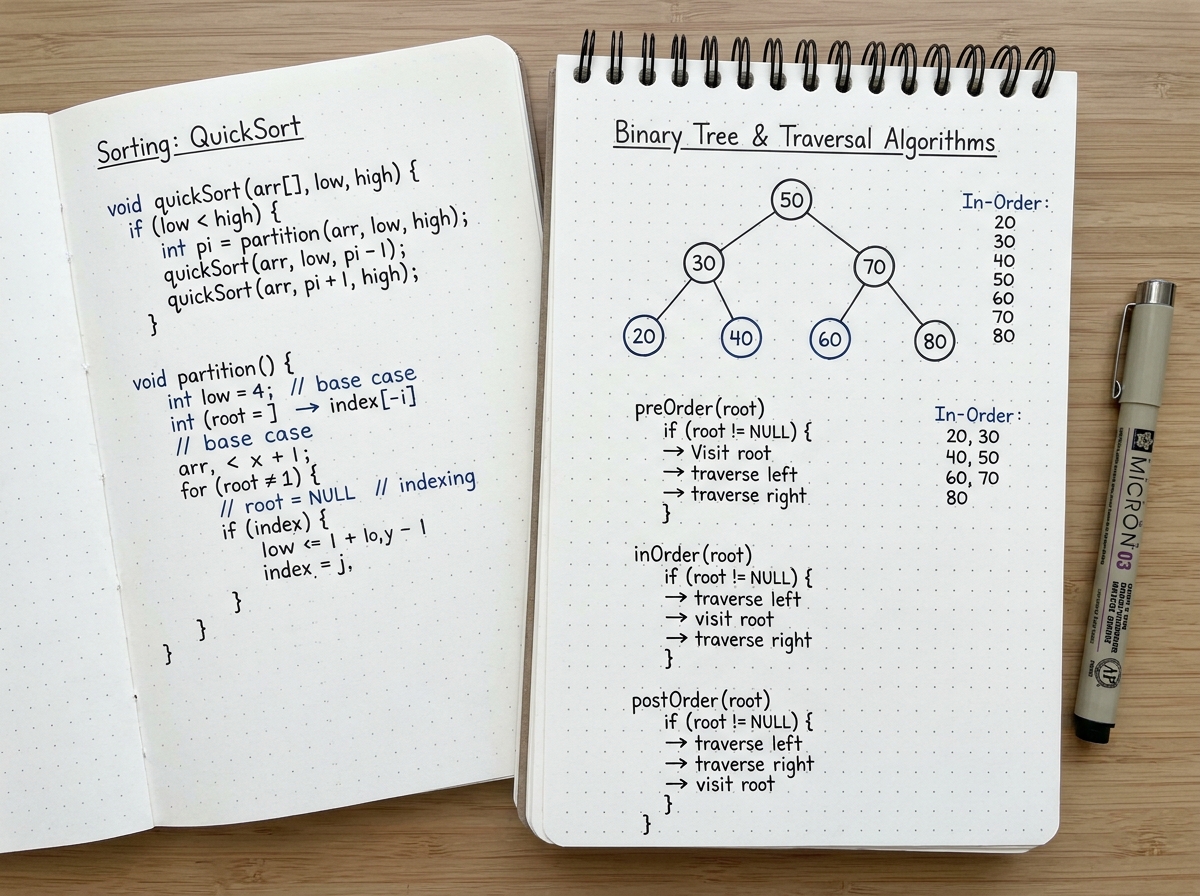 Sorting: QuickSort
void quickSort(arr[], low, high) {
if (low < high) {
int pi = partition(arr, low, high);
quickSort(arr, low, pi - 1);
quickSort(arr, pi + 1, high);
}
void partition() {
int low = 4; // base case
int (root = ] → index[-i]
// base case
arr, < x + 1;
for (root ≠ 1) {
// root = NULL // indexing
if (index) {
low <= 1 + lo,y - 1
index = j,
}
}
}
Binary Tree & Traversal Algorithms
50
30
70
20
40
60
80
In-Order:
20
30
40
50
60
70
80
preOrder(root)
if (root != NULL) {
→ Visit root
→ traverse left
→ traverse right
}
In-Order:
20, 30
40, 50
60, 70
80
inOrder(root)
if (root != NULL) {
→ traverse left
→ visit root
→ traverse right
}
postOrder(root)
if (root != NULL) {
→ traverse left
→ traverse right
→ visit root
}
}
MICRON 03